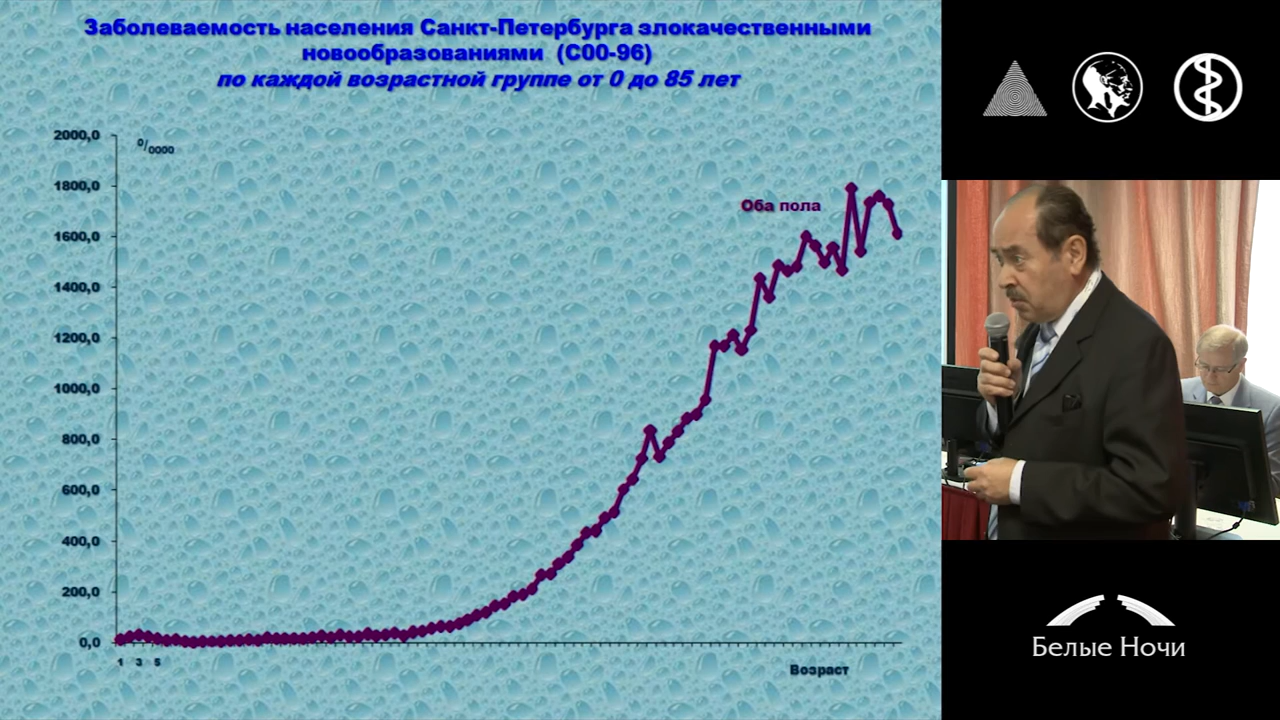 Заболеваемость населения Санкт-Петербурга злокачественными
новообразованиями (С00-96)
по каждой возрастной группе от 0 до 85 лет
2000,0
%0000
1800,0
Оба пола
1600,0
1400,0
1200,0
1000,0
800,0
600,0
400,0
200,0
0,0
1 3 5
Возраст
Белые Ночи